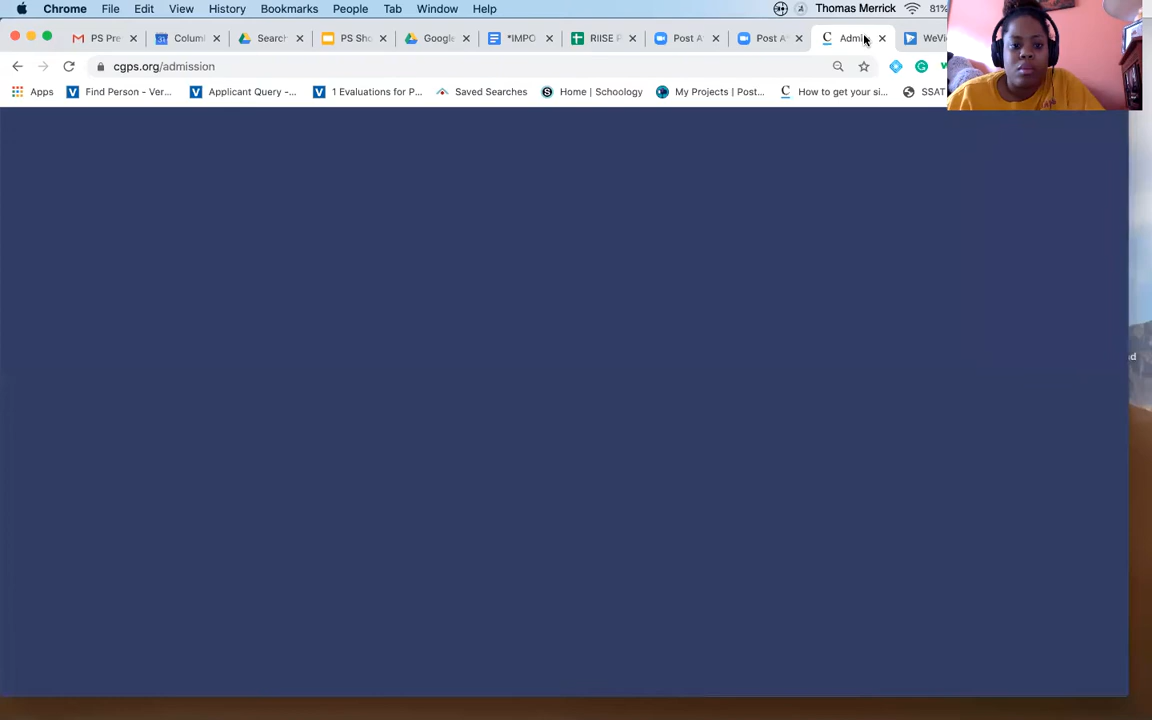 Chrome File Edit View History Bookmarks People Tab Window Help Thomas Merrick 81%
PS Pre Colum Search PS Sho Google *IMPO RIISE P Post A Post A Admi WeVi
cgps.org/admission
Apps Find Person - Ver... Applicant Query -... 1 Evaluations for P... Saved Searches Home | Schoology My Projects | Post... How to get your si... SSAT